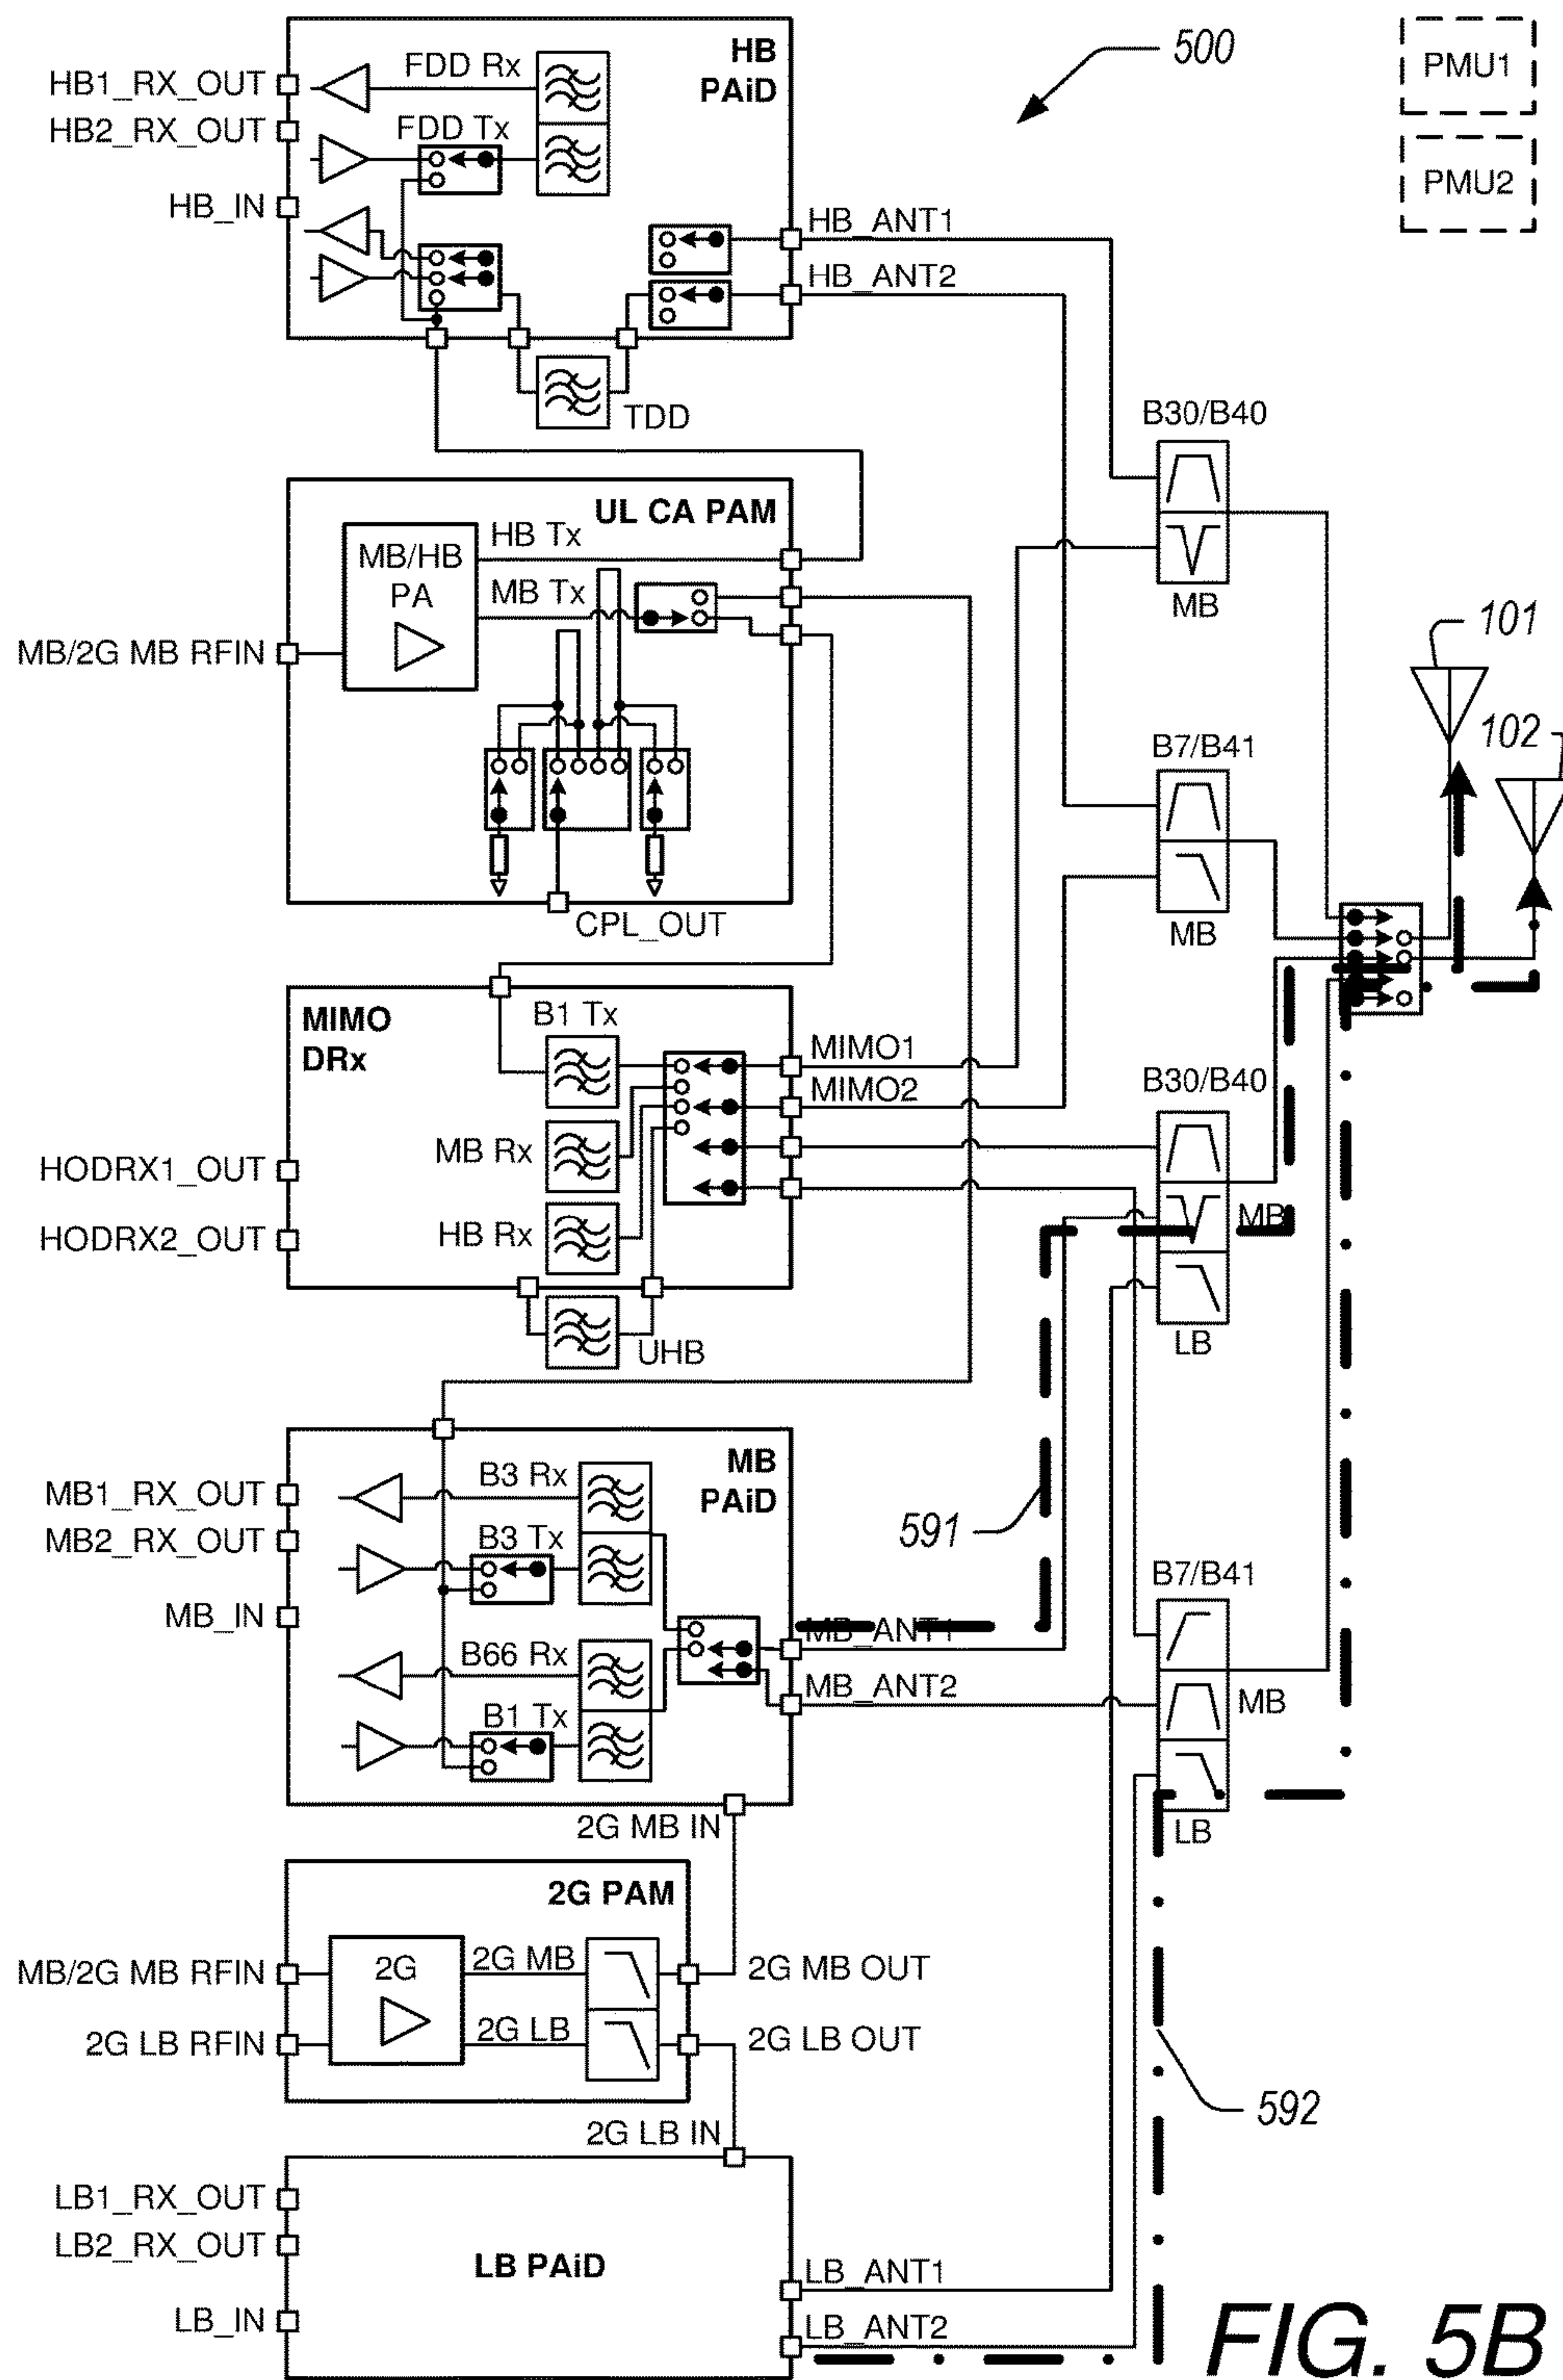 HB
PAiD
500
PMU1
PMU2
HB1_RX_OUT
FDD Rx
HB2_RX_OUT
FDD Tx
HB_IN
HB_ANT1
HB_ANT2
TDD
B30/B40
MB
UL CA PAM
MB/HB
PA
HB Tx
MB Tx
MB/2G MB RFIN
CPL_OUT
101
102
B7/B41
MB
MIMO
DRx
B1 Tx
MIMO1
MIMO2
MB Rx
HODRX1_OUT
HB Rx
HODRX2_OUT
UHB
B30/B40
MB
LB
MB
PAiD
MB1_RX_OUT
B3 Rx
MB2_RX_OUT
B3 Tx
MB_IN
591
MB_ANT1
B66 Rx
MB_ANT2
B1 Tx
2G MB IN
B7/B41
MB
LB
2G PAM
MB/2G MB RFIN
2G
2G MB
2G MB OUT
2G LB RFIN
2G LB
2G LB OUT
592
2G LB IN
LB1_RX_OUT
LB2_RX_OUT
LB PAiD
LB_IN
LB_ANT1
LB_ANT2
FIG. 5B